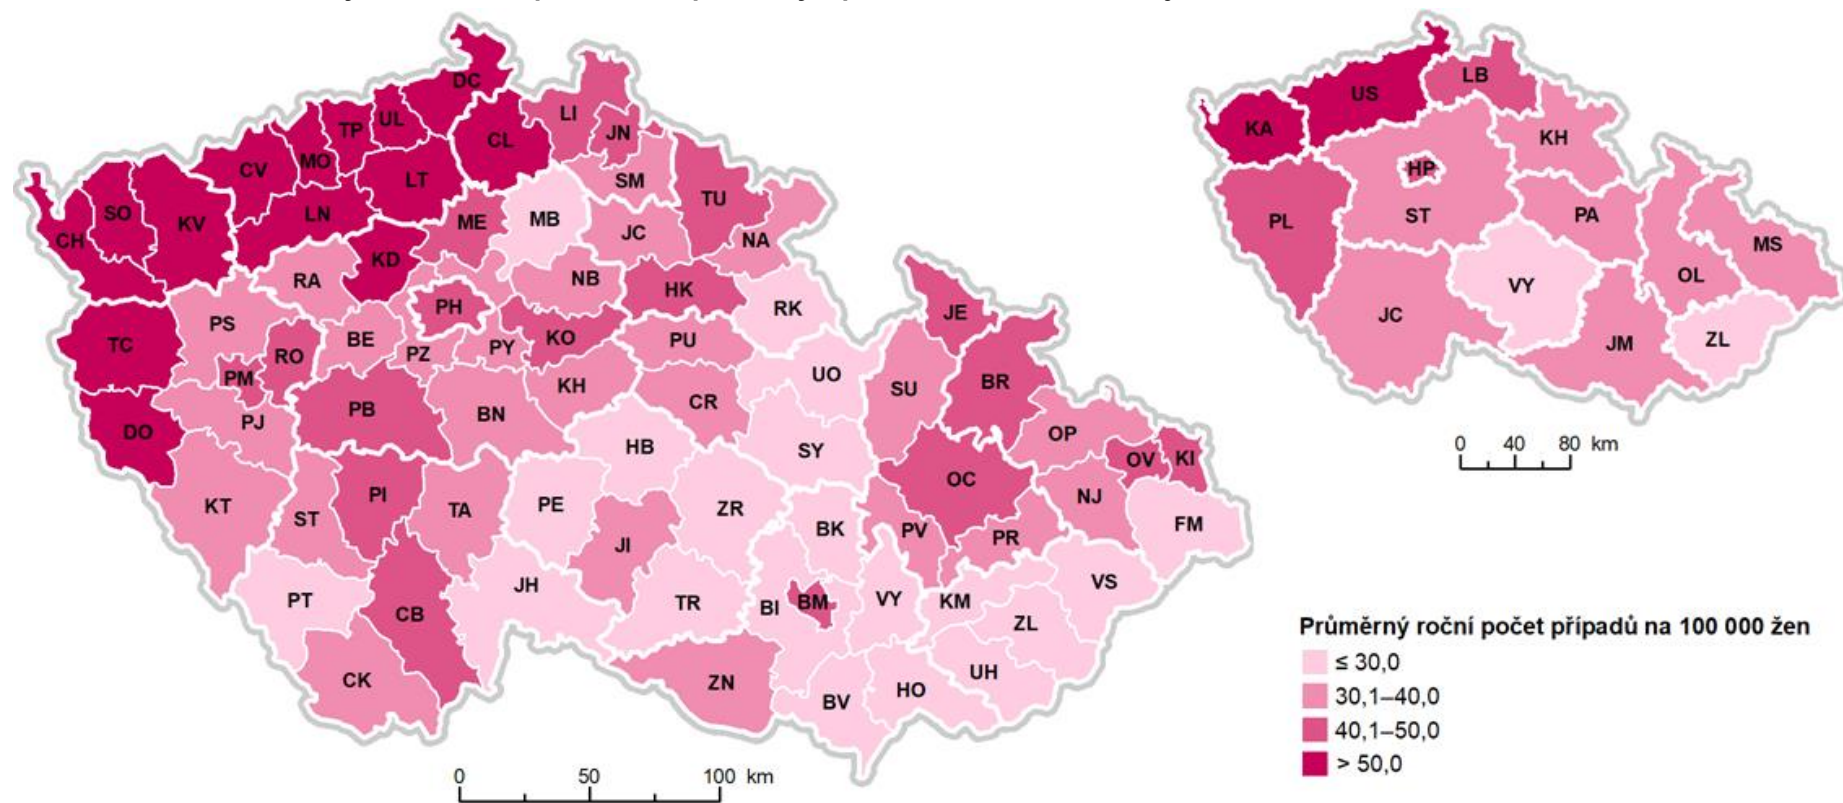 DC
LI
UL
TP
JN
CL
MO
CV
LT
SM
TU
SO
LN
ME
MB
KV
JC
NA
CH
KD
RA
NB
HK
PH
RK
JE
PS
KO
PU
TC
BE
PY
PZ
RO
UO
PM
KH
BR
SU
CR
PB
BN
PJ
DO
OP
HB
SY
OV
KI
OC
PI
NJ
KT
PE
ZR
TA
ST
FM
BK
PV
PR
JI
VS
JH
PT
TR
BI
BM
VY
KM
CB
ZL
UH
CK
ZN
HO
BV
0 50 100 km
LB
US
KA
KH
HP
ST
PA
PL
MS
OL
VY
JC
ZL
JM
0 40 80 km
Průměrný roční počet případů na 100 000 žen
≤ 30,0
30,1–40,0
40,1–50,0
> 50,0